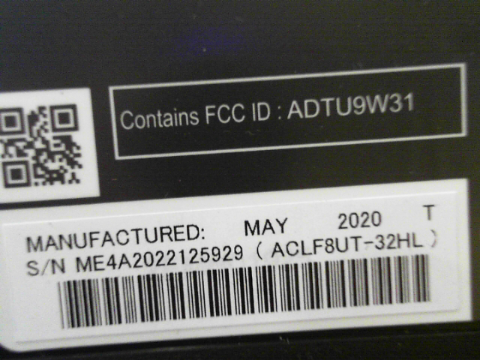 Contains FCC ID : ADTU9W31
MANUFACTURED: MAY 2020 T
S/N ME4A2022125929 ( ACLF8UT-32HL )